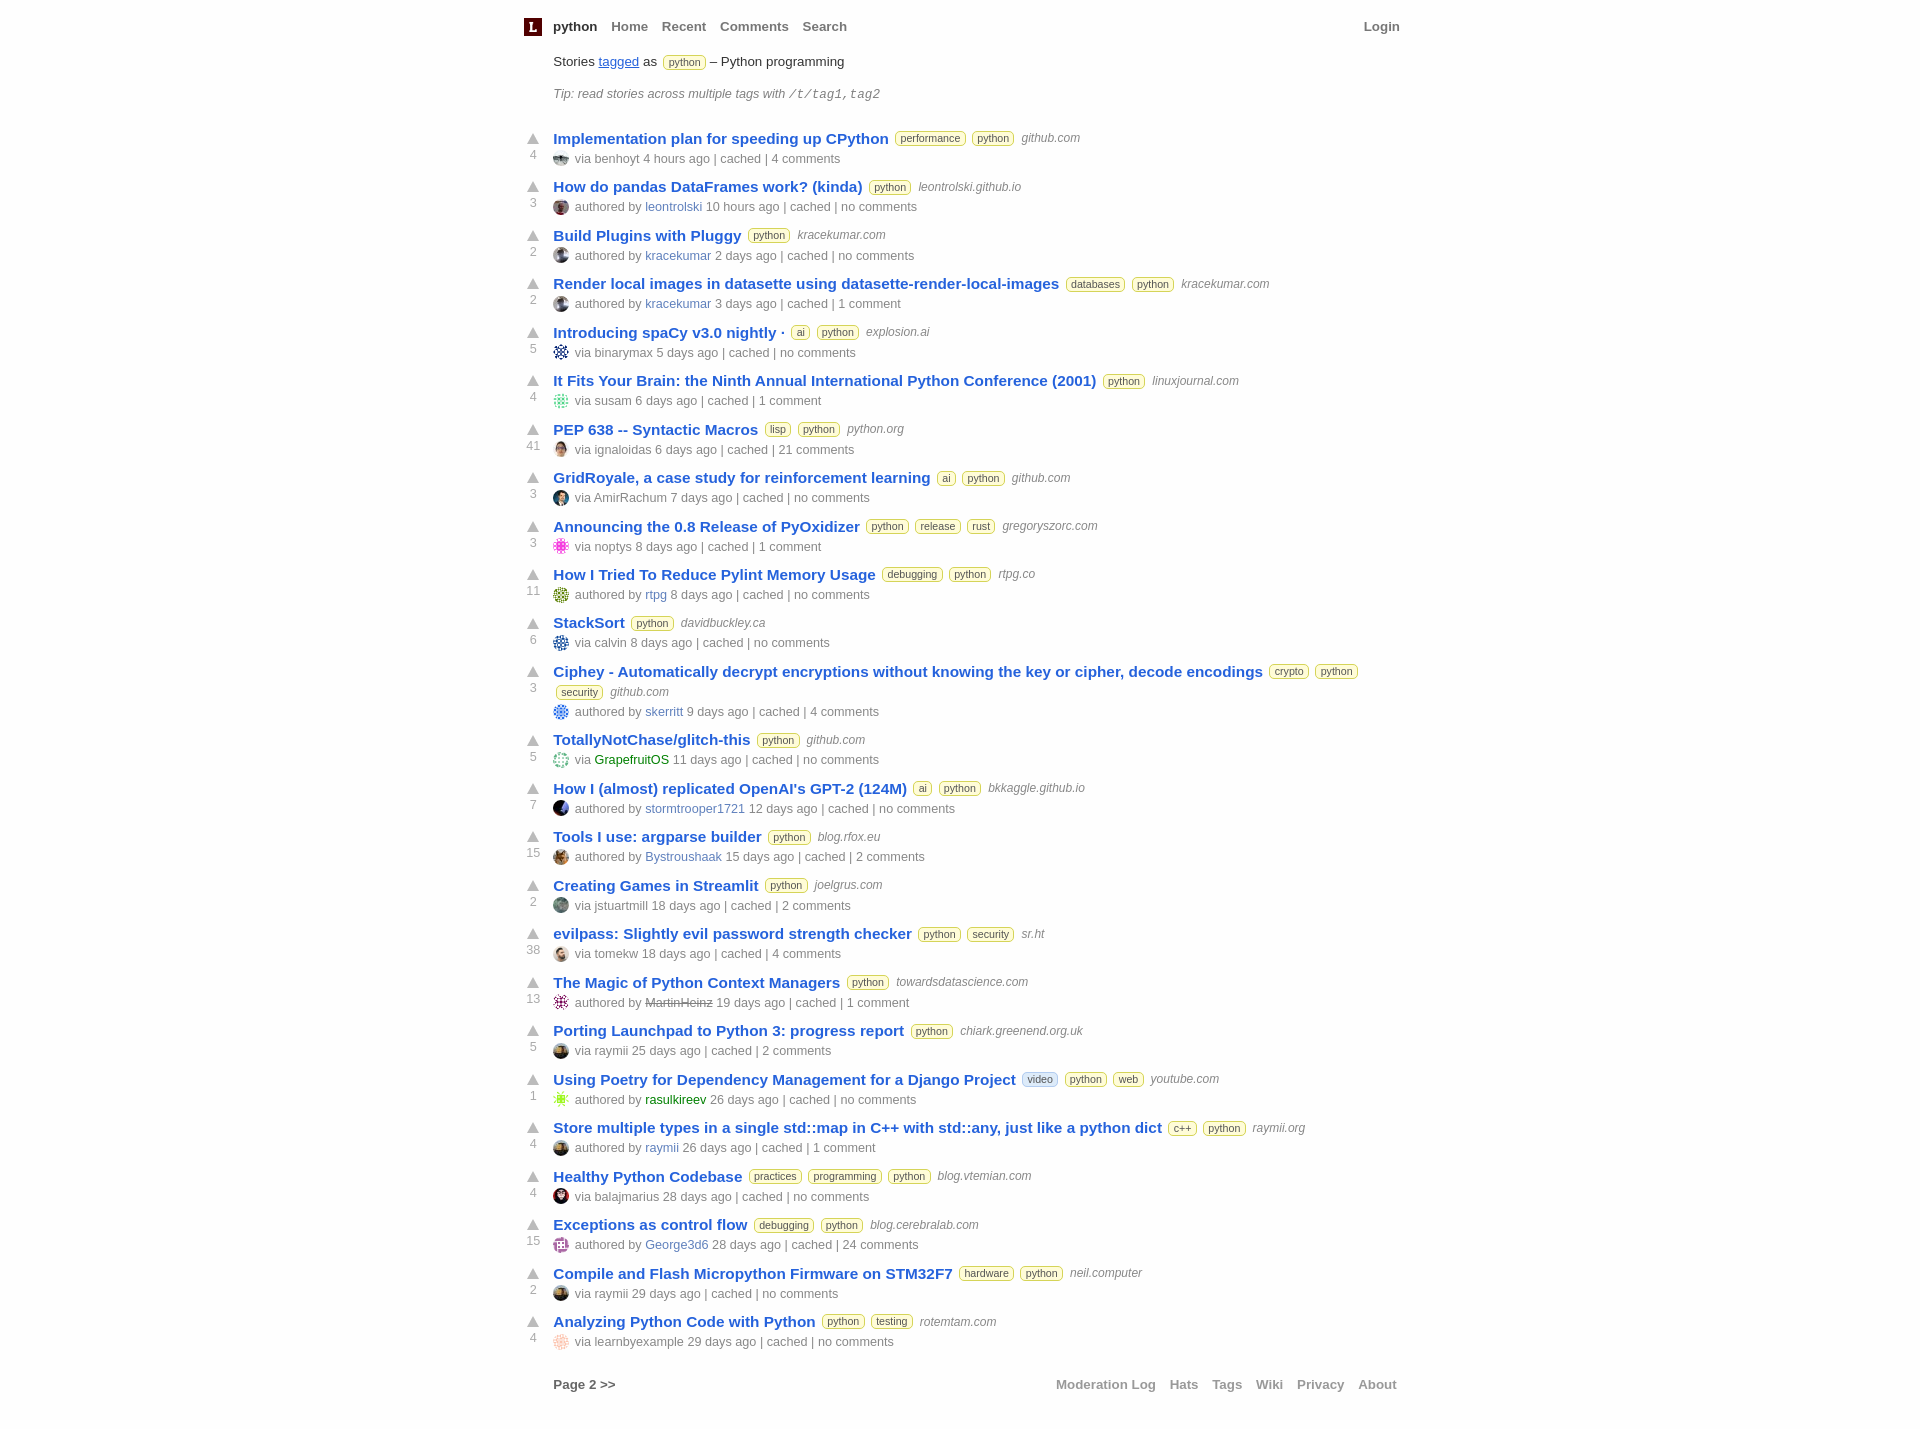 L python Home Recent Comments Search Login
Stories tagged as python – Python programming
Tip: read stories across multiple tags with /t/tag1,tag2
Implementation plan for speeding up CPython performance python github.com
4 via benhoyt 4 hours ago | cached | 4 comments
How do pandas DataFrames work? (kinda) python leontrolski.github.io
3 authored by leontrolski 10 hours ago | cached | no comments
Build Plugins with Pluggy python kracekumar.com
2 authored by kracekumar 2 days ago | cached | no comments
Render local images in datasette using datasette-render-local-images databases python kracekumar.com
2 authored by kracekumar 3 days ago | cached | 1 comment
Introducing spaCy v3.0 nightly · ai python explosion.ai
5 via binarymax 5 days ago | cached | no comments
It Fits Your Brain: the Ninth Annual International Python Conference (2001) python linuxjournal.com
4 via susam 6 days ago | cached | 1 comment
PEP 638 -- Syntactic Macros lisp python python.org
41 via ignaloidas 6 days ago | cached | 21 comments
GridRoyale, a case study for reinforcement learning ai python github.com
3 via AmirRachum 7 days ago | cached | no comments
Announcing the 0.8 Release of PyOxidizer python release rust gregoryszorc.com
3 via noptys 8 days ago | cached | 1 comment
How I Tried To Reduce Pylint Memory Usage debugging python rtpg.co
11 authored by rtpg 8 days ago | cached | no comments
StackSort python davidbuckley.ca
6 via calvin 8 days ago | cached | no comments
Ciphey - Automatically decrypt encryptions without knowing the key or cipher, decode encodings crypto python
3 security github.com
authored by skerritt 9 days ago | cached | 4 comments
TotallyNotChase/glitch-this python github.com
5 via GrapefruitOS 11 days ago | cached | no comments
How I (almost) replicated OpenAI's GPT-2 (124M) ai python bkkaggle.github.io
7 authored by stormtrooper1721 12 days ago | cached | no comments
Tools I use: argparse builder python blog.rfox.eu
15 authored by Bystroushaak 15 days ago | cached | 2 comments
Creating Games in Streamlit python joelgrus.com
2 via jstuartmill 18 days ago | cached | 2 comments
evilpass: Slightly evil password strength checker python security sr.ht
38 via tomekw 18 days ago | cached | 4 comments
The Magic of Python Context Managers python towardsdatascience.com
13 authored by MartinHeinz 19 days ago | cached | 1 comment
Porting Launchpad to Python 3: progress report python chiark.greenend.org.uk
5 via raymii 25 days ago | cached | 2 comments
Using Poetry for Dependency Management for a Django Project video python web youtube.com
1 authored by rasulkireev 26 days ago | cached | no comments
Store multiple types in a single std::map in C++ with std::any, just like a python dict c++ python raymii.org
4 authored by raymii 26 days ago | cached | 1 comment
Healthy Python Codebase practices programming python blog.vtemian.com
4 via balajmarius 28 days ago | cached | no comments
Exceptions as control flow debugging python blog.cerebralab.com
15 authored by George3d6 28 days ago | cached | 24 comments
Compile and Flash Micropython Firmware on STM32F7 hardware python neil.computer
2 via raymii 29 days ago | cached | no comments
Analyzing Python Code with Python python testing rotemtam.com
4 via learnbyexample 29 days ago | cached | no comments
Page 2 >> Moderation Log Hats Tags Wiki Privacy About